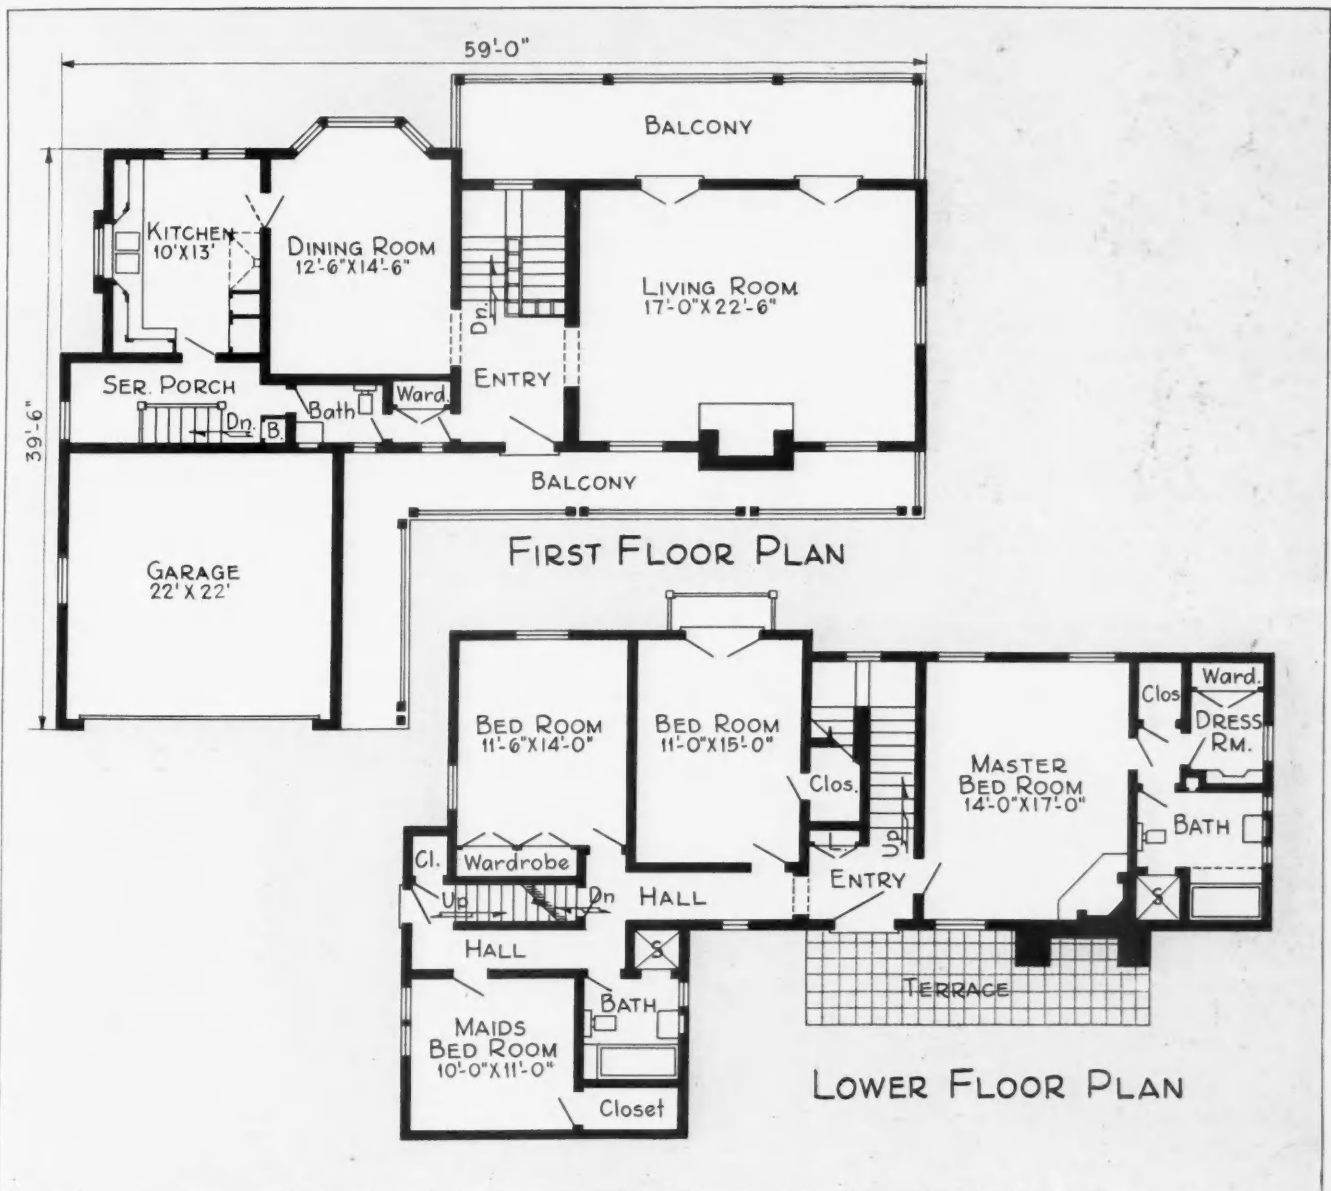 59'-0"
BALCONY
KITCHEN
10'X13'
DINING ROOM
12'-6"X14'-6"
LIVING ROOM
17'-0"X22'-6"
Dn.
ENTRY
SER. PORCH
Bath
Ward.
Dn.
B.
39'-6"
BALCONY
FIRST FLOOR PLAN
GARAGE
22'X22'
BED ROOM
11'-6"X14'-0"
BED ROOM
11'-0"X15'-0"
Clos.
Up
L.
MASTER
BED ROOM
14'-0"X17'-0"
Clos
Ward.
DRESS
RM.
BATH
S
Cl.
Wardrobe
Up
Dn
HALL
ENTRY
HALL
S
TERRACE
MAIDS
BED ROOM
10'-0"X11'-0"
BATH
Closet
LOWER FLOOR PLAN